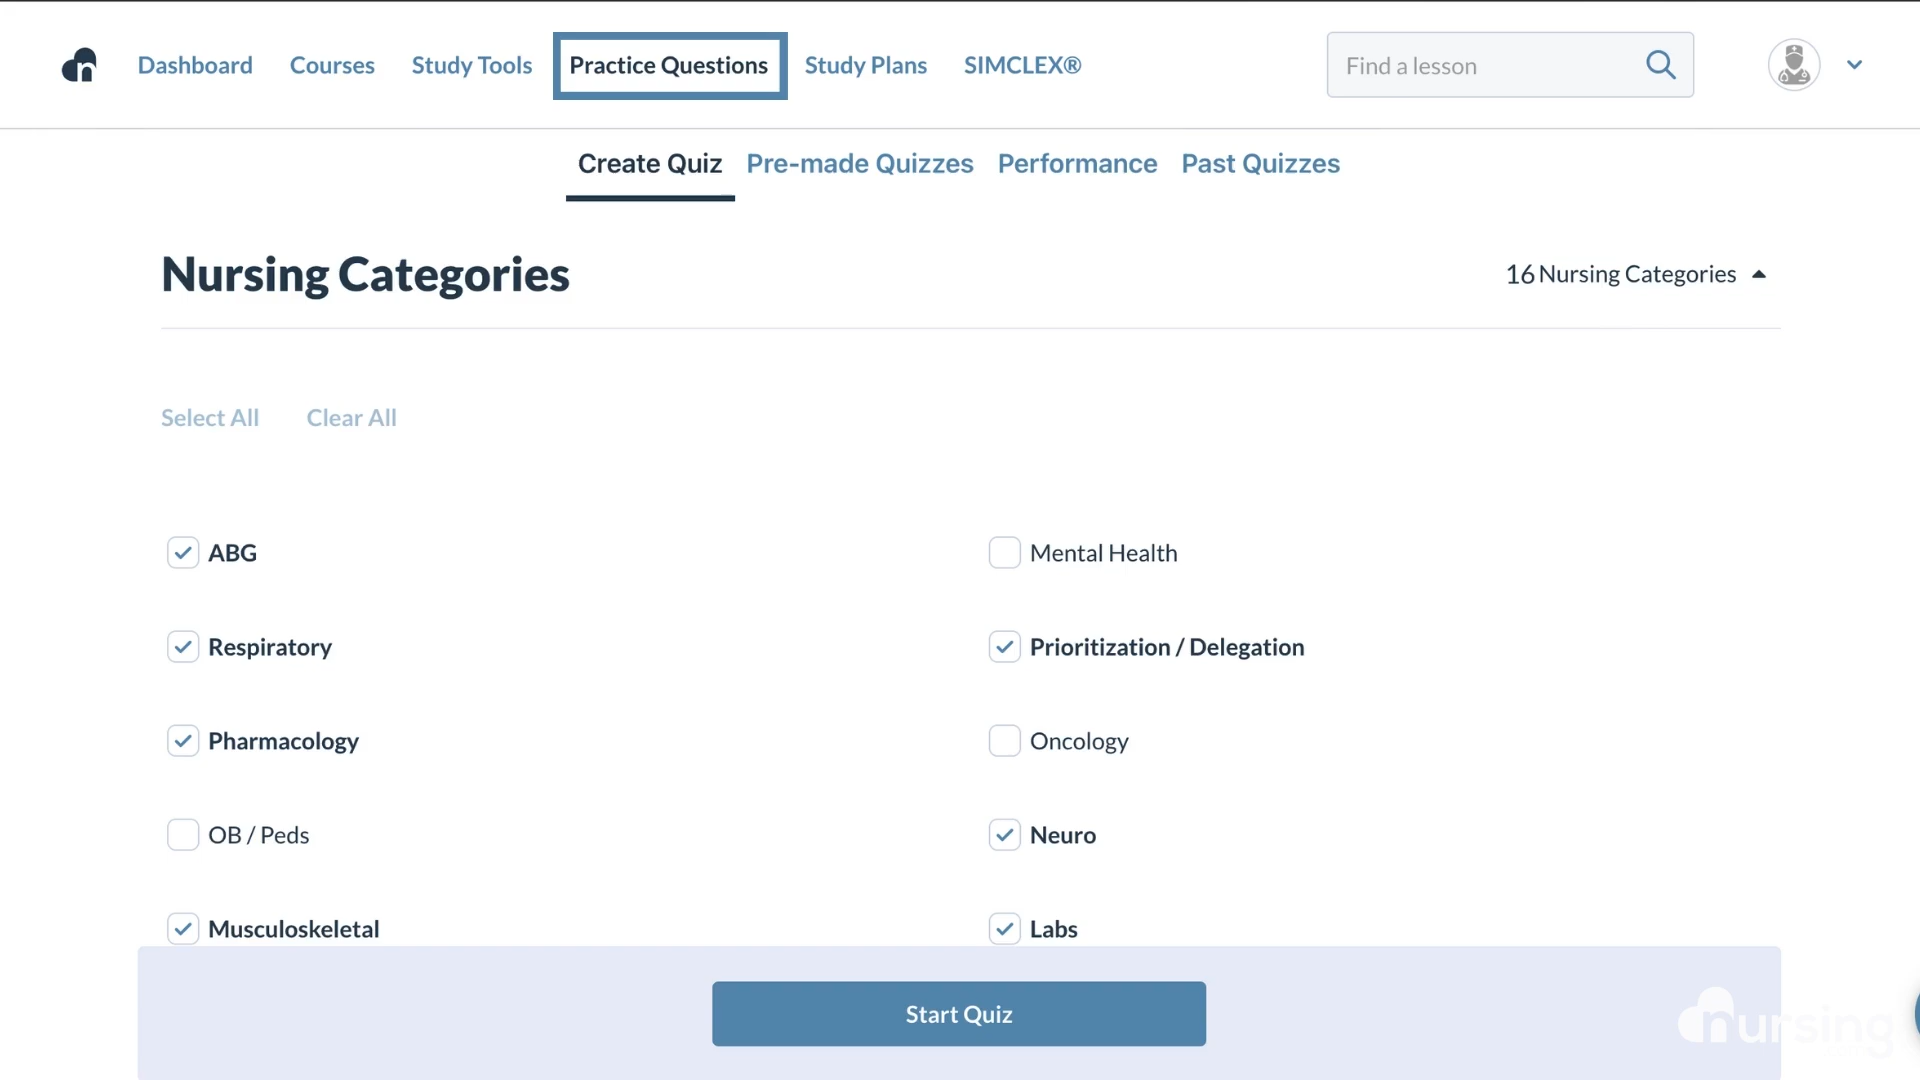 Dashboard Courses Study Tools Practice Questions Study Plans SIMCLEX® Find a lesson
Create Quiz Pre-made Quizzes Performance Past Quizzes
Nursing Categories 16 Nursing Categories
Select All Clear All
ABG Mental Health
Respiratory Prioritization / Delegation
Pharmacology Oncology
OB / Peds Neuro
Musculoskeletal Labs
Start Quiz
nursing